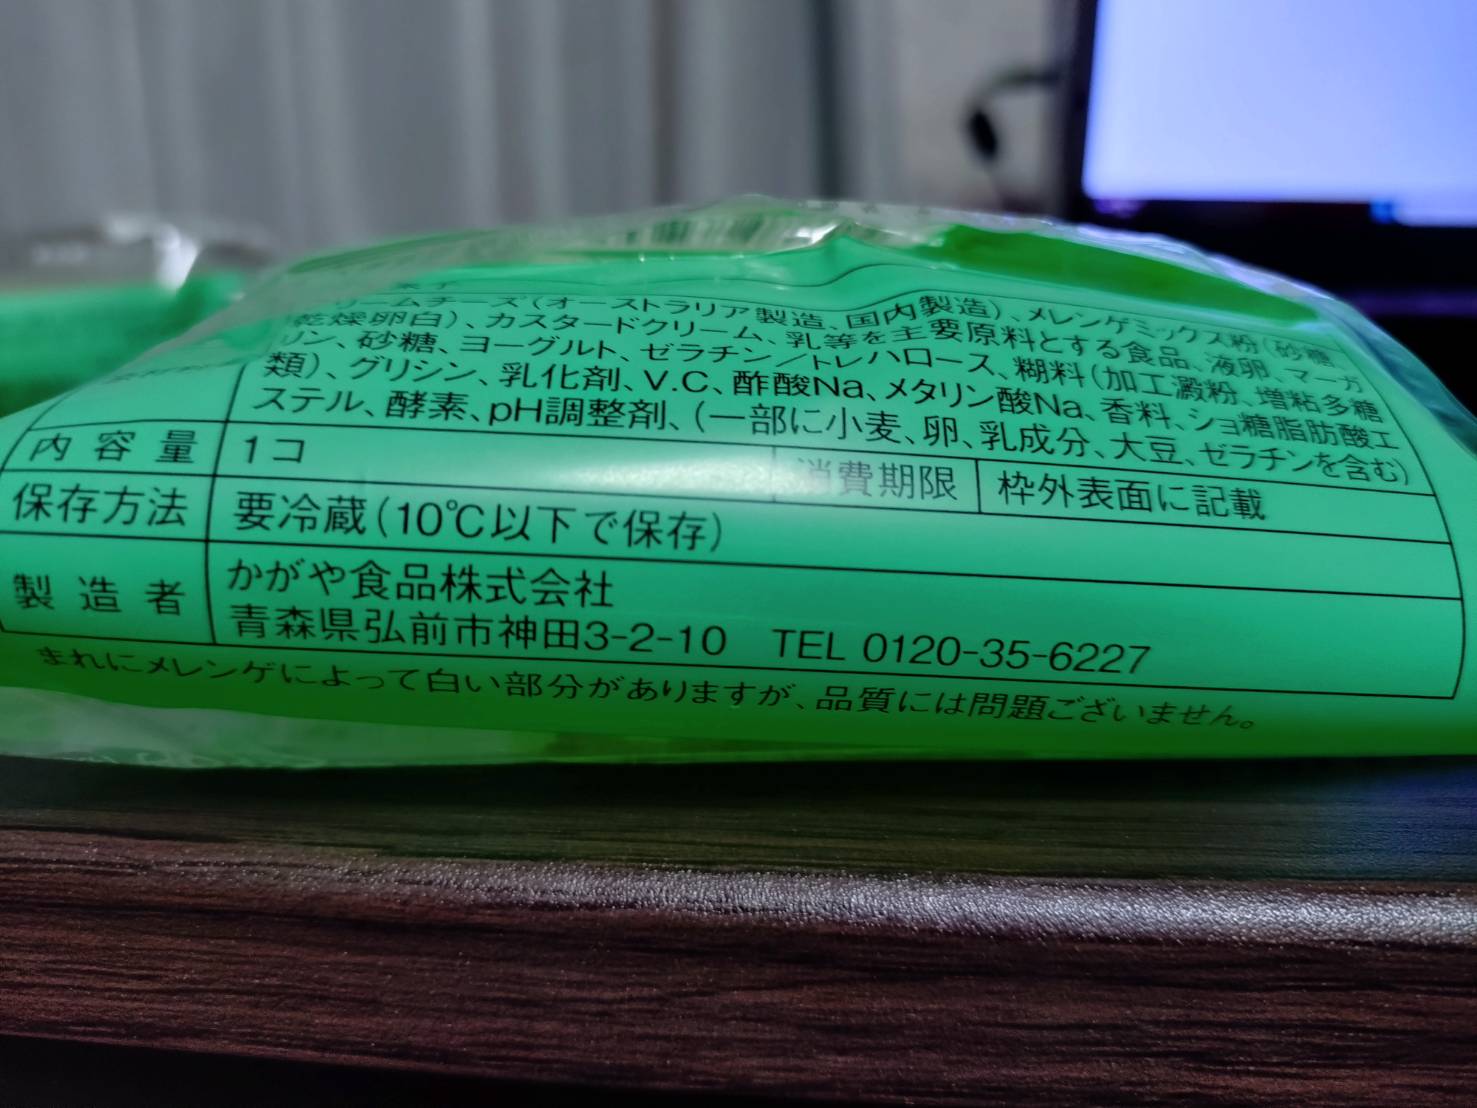 ームチーズ(オーストラリア製造、国内製造)、メレンゲミックス粉(砂糖、
乾燥卵白)、カスタードクリーム、乳等を主要原料とする食品、液卵、マーガ
リン、砂糖、ヨーグルト、ゼラチン/トレハロース、糊料(加工澱粉、増粘多糖
類)、グリシン、乳化剤、V.C、酢酸Na、メタリン酸Na、香料、ショ糖脂肪酸エ
ステル、酵素、pH調整剤、(一部に小麦、卵、乳成分、大豆、ゼラチンを含む)
内容量 1コ 消費期限 枠外表面に記載
保存方法 要冷蔵(10℃以下で保存)
製造者 かがや食品株式会社
青森県弘前市神田3-2-10 TEL 0120-35-6227
まれにメレンゲによって白い部分がありますが、品質には問題ございません。